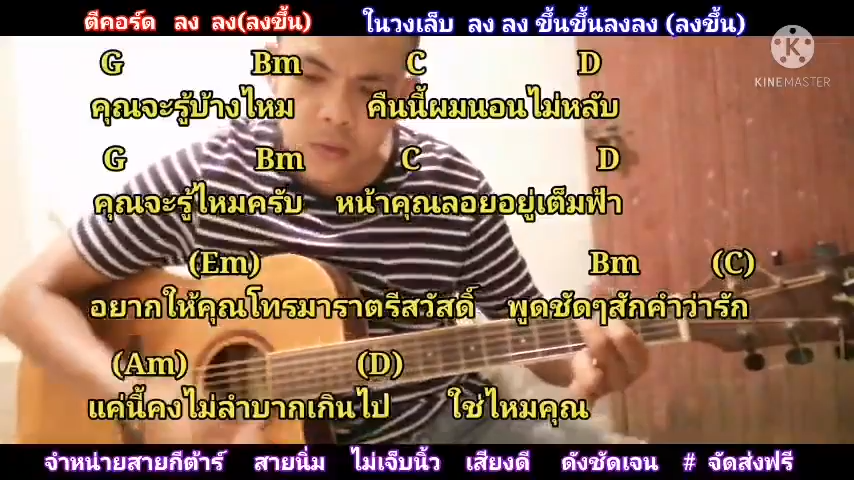 ตีคอร์ด ลง ลง(ลงขึ้น) ในวงเล็บ ลง ลง ขึ้นขึ้นลงลง (ลงขึ้น)
KINEMASTER
G Bm C D
คุณจะรู้บ้างไหม คืนนี้ผมนอนไม่หลับ
G Bm C D
คุณจะรู้ไหมครับ หน้าคุณลอยอยู่เต็มฟ้า
(Em) Bm (C)
อยากให้คุณโทรมาราตรีสวัสดิ์ พูดชัดๆสักคำว่ารัก
(Am) (D)
แค่นี้คงไม่ลำบากเกินไป ใช่ไหมคุณ
จำหน่ายสายกีต้าร์ สายนิ่ม ไม่เจ็บนิ้ว เสียงดี ดังชัดเจน # จัดส่งฟรี